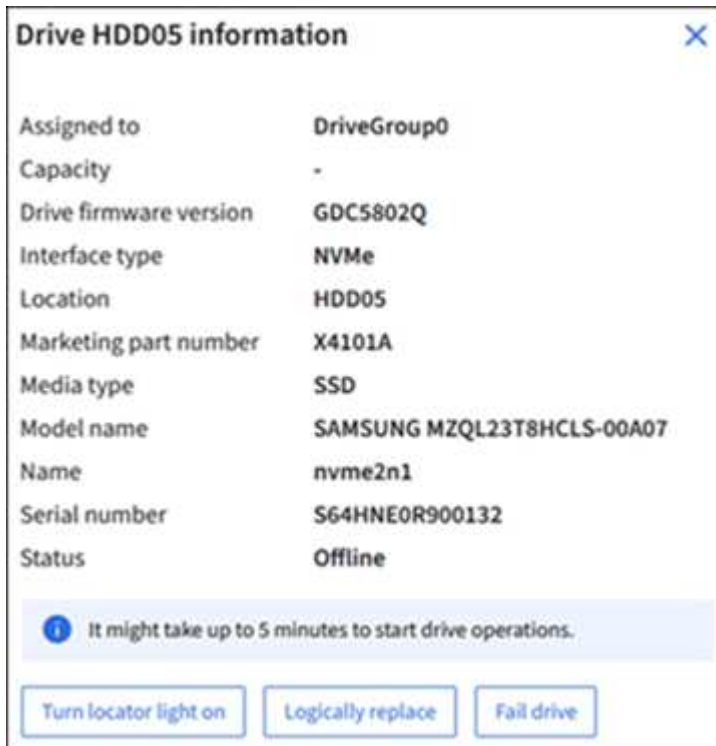 Drive HDD05 information
Assigned to DriveGroup0
Capacity -
Drive firmware version GDC5802Q
Interface type NVMe
Location HDD05
Marketing part number X4101A
Media type SSD
Model name SAMSUNG MZQL23T8HCLS-00A07
Name nvme2n1
Serial number S64HNE0R900132
Status Offline
It might take up to 5 minutes to start drive operations.
Turn locator light on Logically replace Fail drive